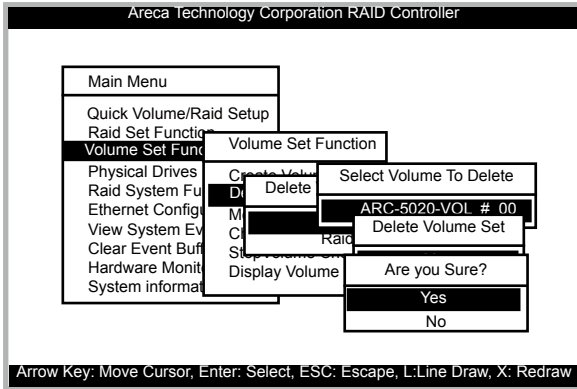 Areca Technology Corporation RAID Controller
Main Menu
Quick Volume/Raid Setup
Raid Set Function
Volume Set Func
Physical Drives
Raid System Fu
Ethernet Configu
View System Ev
Clear Event Buff
Hardware Monit
System informat
Volume Set Function
Create Volu
De
M
C
Display Volume
Delete
Raid
Select Volume To Delete
ARC-5020-VOL # 00
Delete Volume Set
Are you Sure?
Yes
No
Arrow Key: Move Cursor, Enter: Select, ESC: Escape, L:Line Draw, X: Redraw